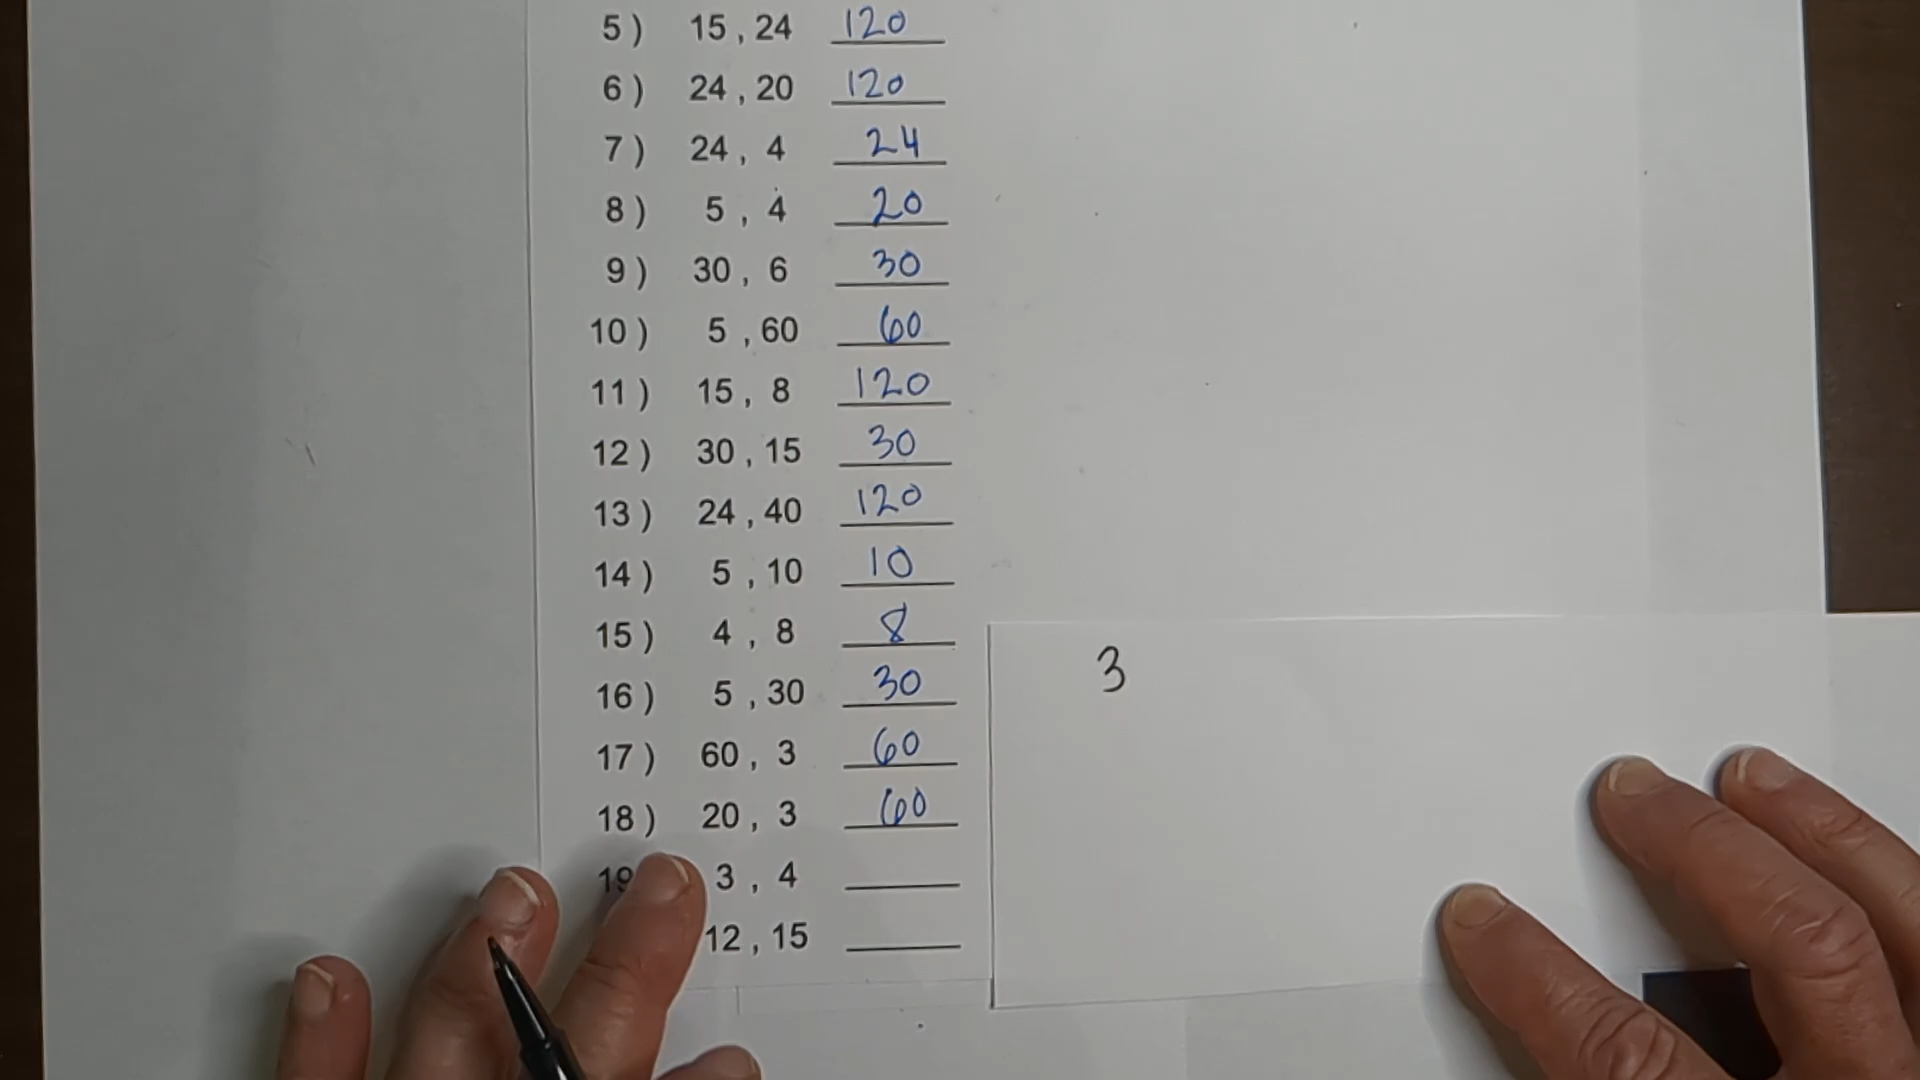 5 ) 15 , 24 120
6 ) 24 , 20 120
7 ) 24 , 4 24
8 ) 5 , 4 20
9 ) 30 , 6 30
10 ) 5 , 60 60
11 ) 15 , 8 120
12 ) 30 , 15 30
13 ) 24 , 40 120
14 ) 5 , 10 10
15 ) 4 , 8 8
16 ) 5 , 30 30
17 ) 60 , 3 60
18 ) 20 , 3 60
19 3 , 4
12 , 15
3